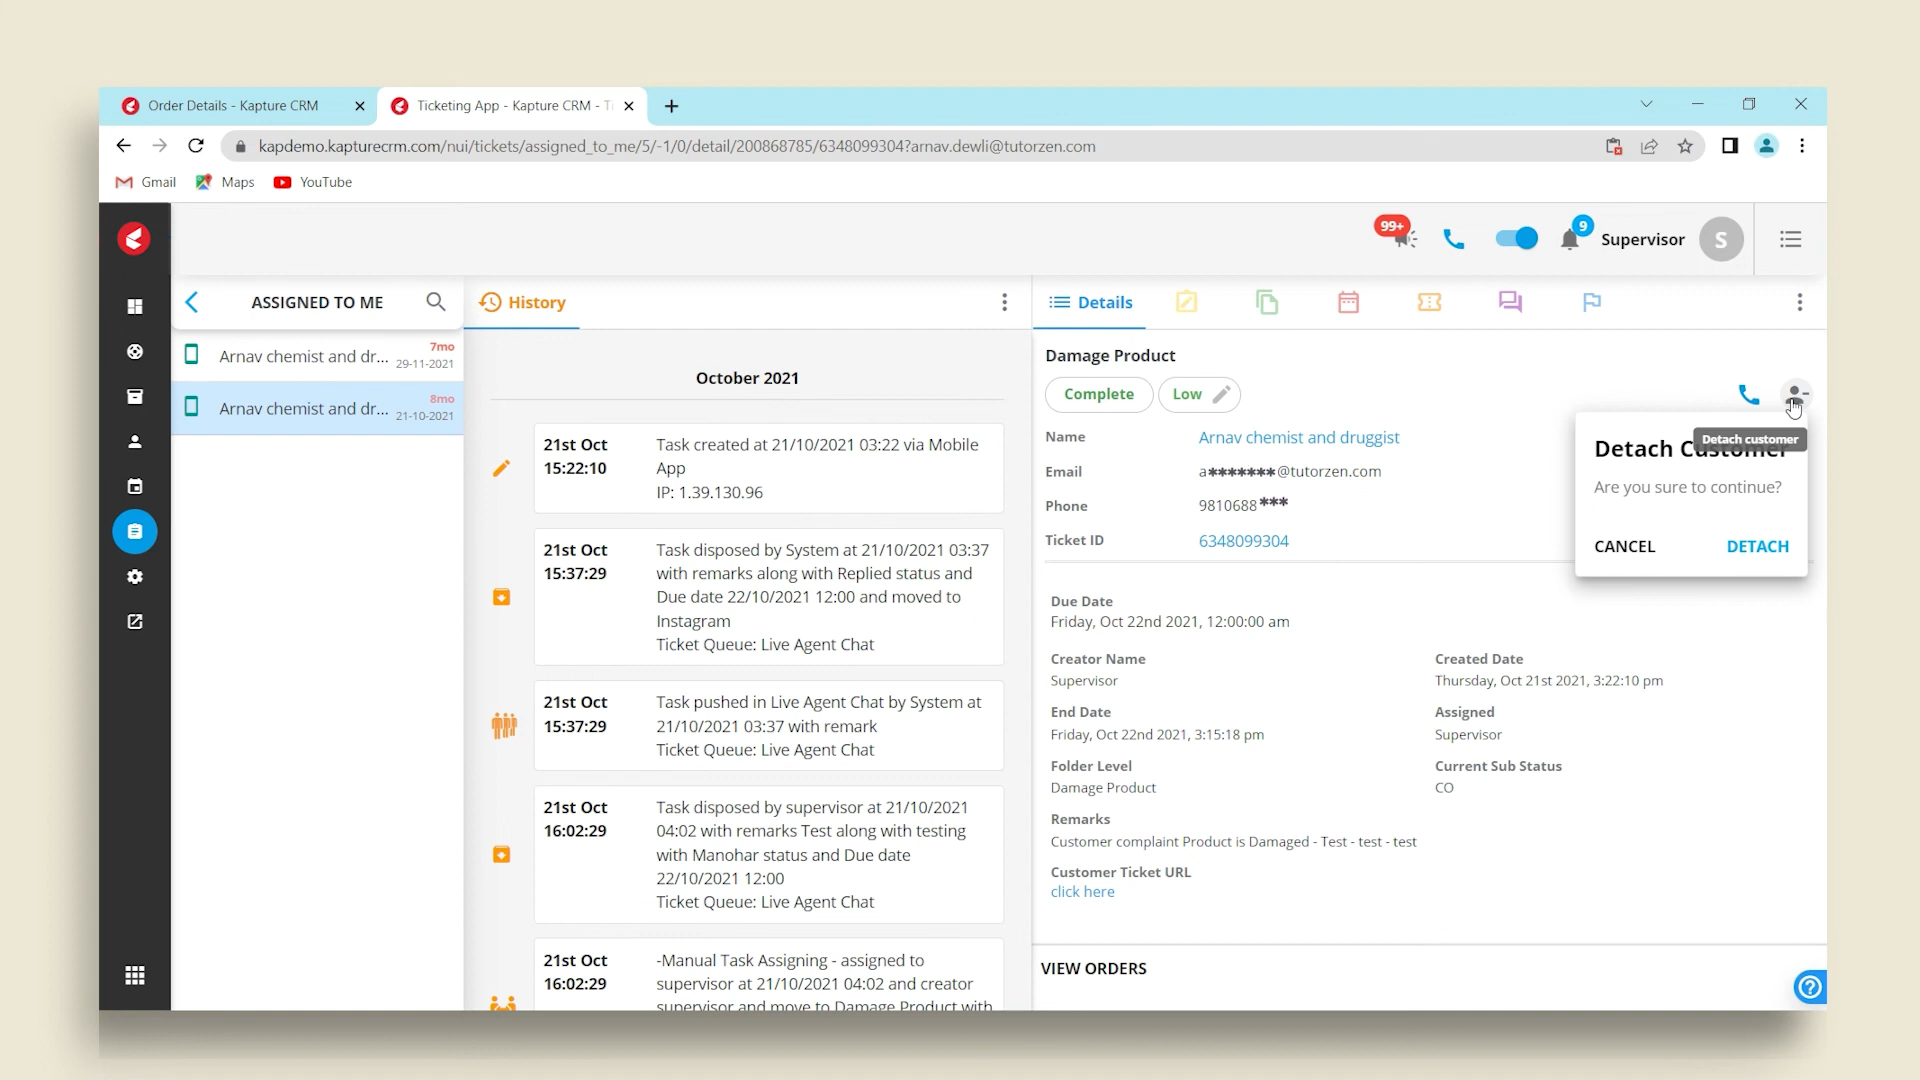 Order Details - Kapture CRM
Ticketing App - Kapture CRM - Ti
kapdemo.kapturecrm.com/nui/tickets/assigned_to_me/5/-1/0/detail/200868785/6348099304?arnav.dewli@tutorzen.com
Gmail
Maps
YouTube
99+
9
Supervisor
S
ASSIGNED TO ME
History
Details
Arnav chemist and dr...
7mo
29-11-2021
Arnav chemist and dr...
8mo
21-10-2021
October 2021
21st Oct
15:22:10
Task created at 21/10/2021 03:22 via Mobile
App
IP: 1.39.130.96
21st Oct
15:37:29
Task disposed by System at 21/10/2021 03:37
with remarks along with Replied status and
Due date 22/10/2021 12:00 and moved to
Instagram
Ticket Queue: Live Agent Chat
21st Oct
15:37:29
Task pushed in Live Agent Chat by System at
21/10/2021 03:37 with remark
Ticket Queue: Live Agent Chat
21st Oct
16:02:29
Task disposed by supervisor at 21/10/2021
04:02 with remarks Test along with testing
with Manohar status and Due date
22/10/2021 12:00
Ticket Queue: Live Agent Chat
21st Oct
16:02:29
-Manual Task Assigning - assigned to
supervisor at 21/10/2021 04:02 and creator
supervisor and move to Damage Product with
Damage Product
Complete
Low
Name
Arnav chemist and druggist
Email
a*******@tutorzen.com
Phone
9810688***
Ticket ID
6348099304
Detach customer
Detach Customer
Are you sure to continue?
CANCEL
DETACH
Due Date
Friday, Oct 22nd 2021, 12:00:00 am
Creator Name
Supervisor
Created Date
Thursday, Oct 21st 2021, 3:22:10 pm
End Date
Friday, Oct 22nd 2021, 3:15:18 pm
Assigned
Supervisor
Folder Level
Damage Product
Current Sub Status
CO
Remarks
Customer complaint Product is Damaged - Test - test - test
Customer Ticket URL
click here
VIEW ORDERS